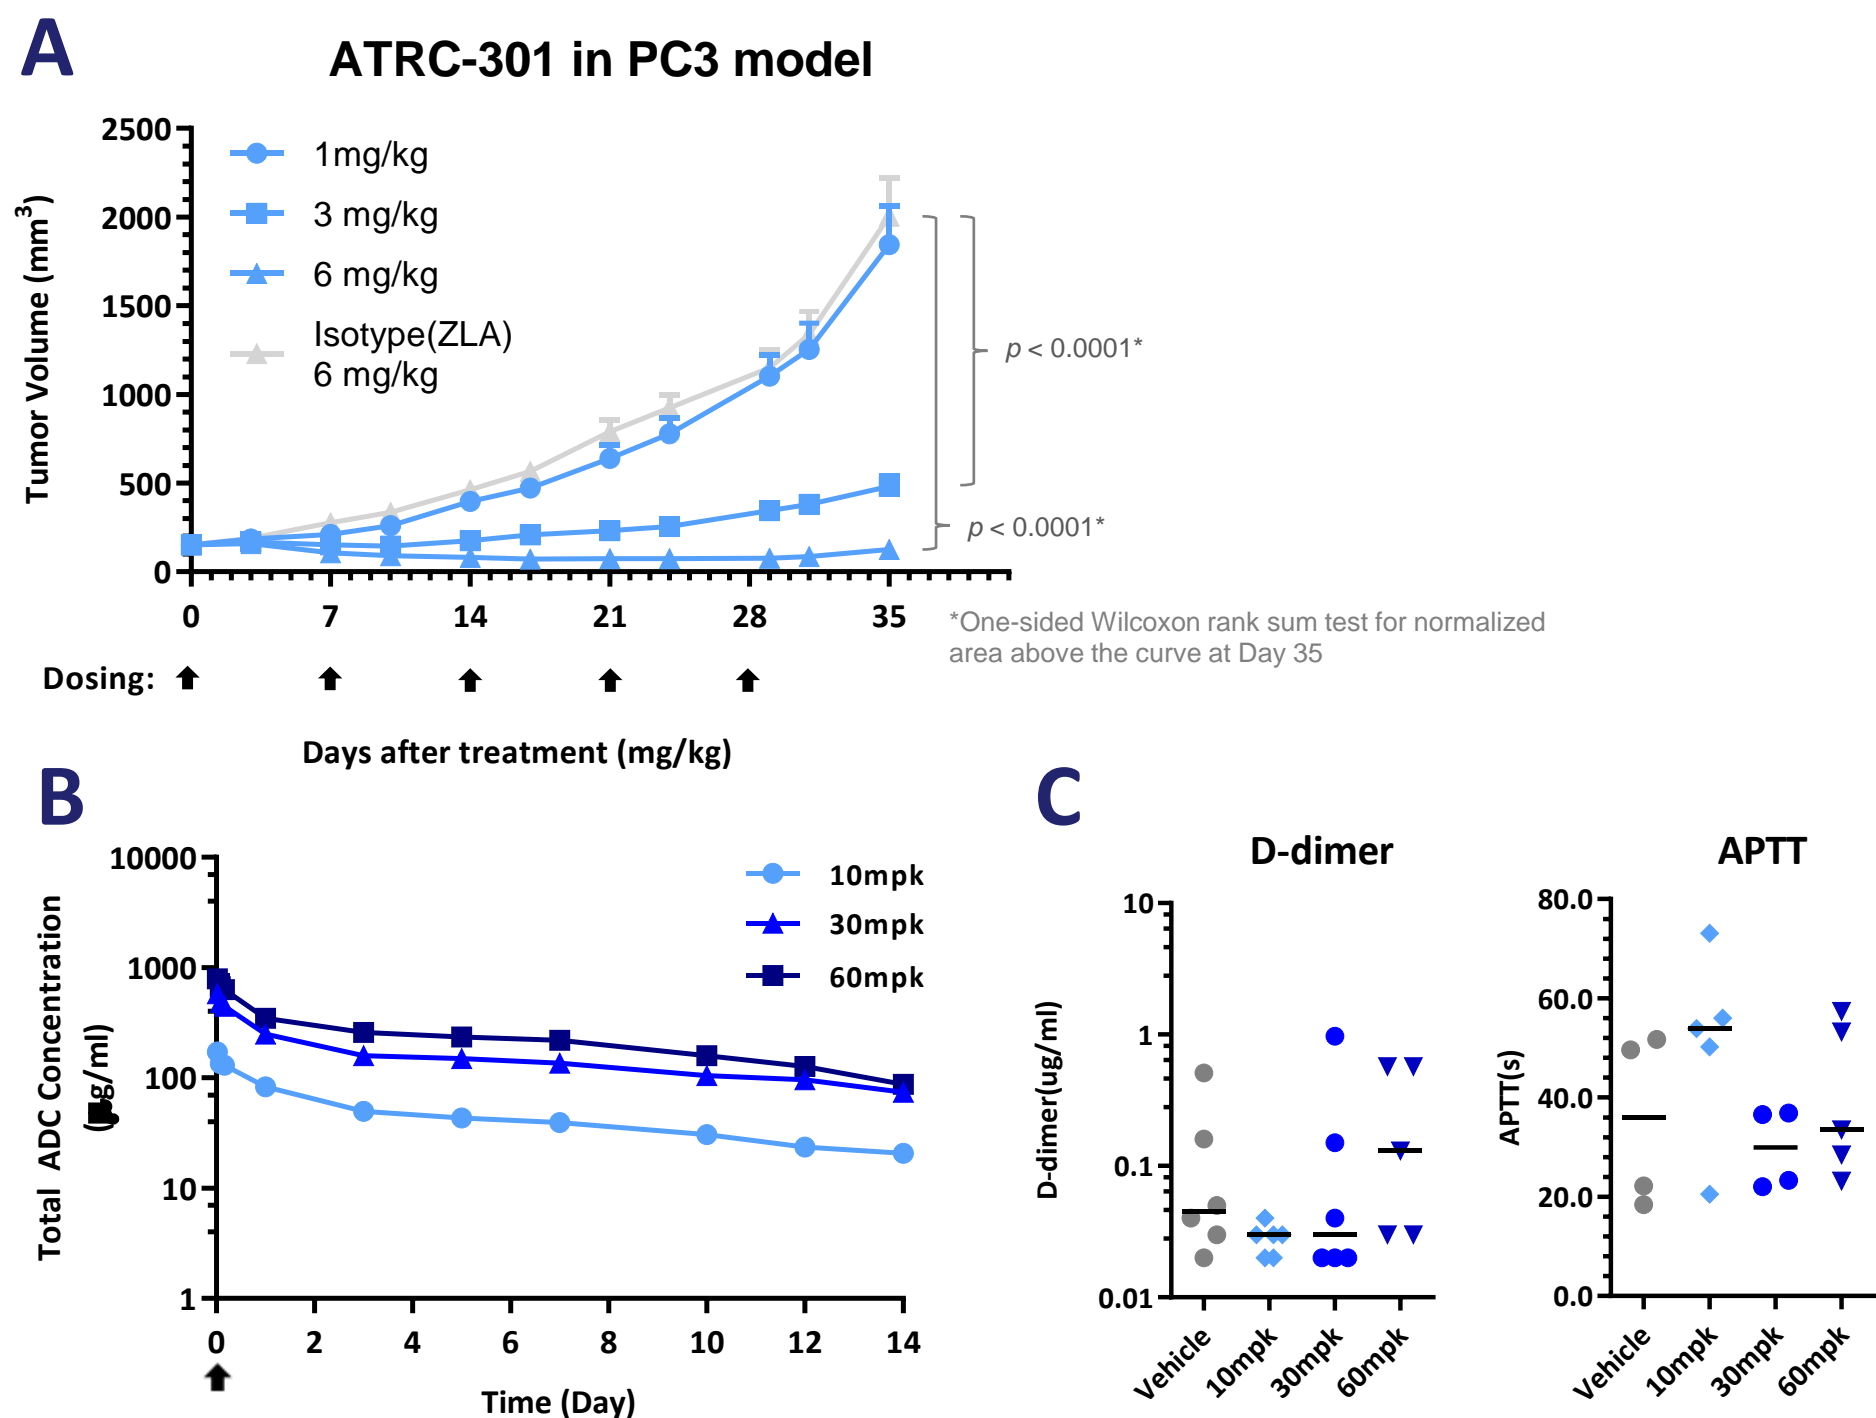 A
ATRC-301 in PC3 model
Tumor Volume (mm³)
2500
2000
1500
1000
500
0
1mg/kg
3 mg/kg
6 mg/kg
Isotype(ZLA)
6 mg/kg
p < 0.0001*
p < 0.0001*
0 7 14 21 28 35
*One-sided Wilcoxon rank sum test for normalized
area above the curve at Day 35
Dosing:
Days after treatment (mg/kg)
B
Total ADC Concentration
g/ml)
10000
1000
100
10
1
10mpk
30mpk
60mpk
0 2 4 6 8 10 12 14
Time (Day)
C
D-dimer
D-dimer(ug/ml)
10
1
0.1
0.01
Vehicle
10mpk
30mpk
60mpk
APTT
APTT(s)
80.0
60.0
40.0
20.0
0.0
Vehicle
10mpk
30mpk
60mpk